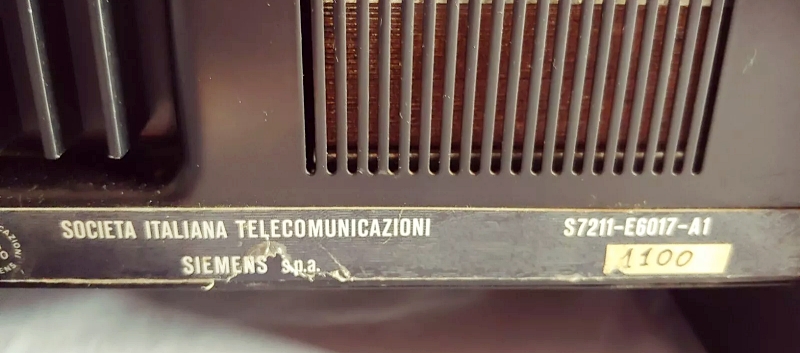 SOCIETA ITALIANA TELECOMUNICAZIONI
SIEMENS s.p.a.
S7211-E6017-A1
1100